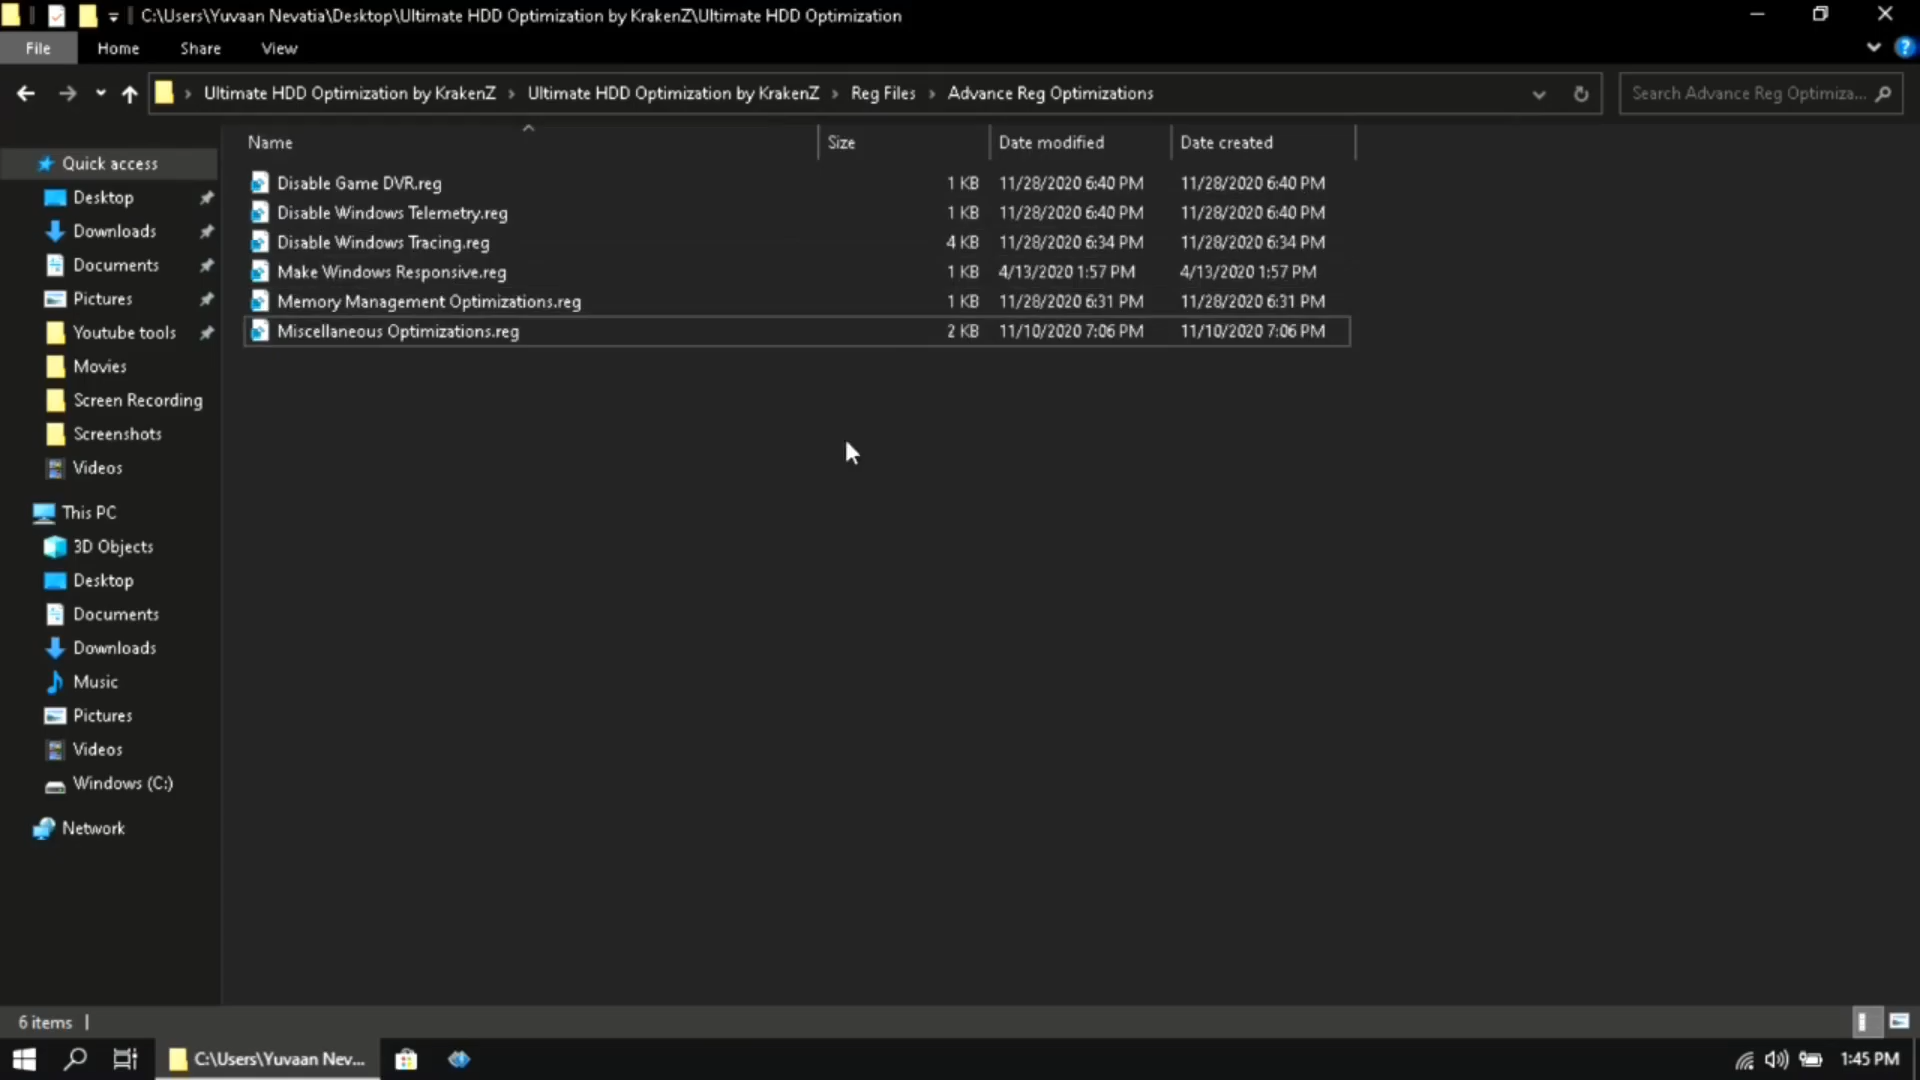 C:\Users\Yuvaan Nevatia\Desktop\Ultimate HDD Optimization by KrakenZ\Ultimate HDD Optimization
File Home Share View
Ultimate HDD Optimization by KrakenZ › Ultimate HDD Optimization by KrakenZ › Reg Files › Advance Reg Optimizations
Search Advance Reg Optimiza...
Name Size Date modified Date created
Disable Game DVR.reg 1 KB 11/28/2020 6:40 PM 11/28/2020 6:40 PM
Disable Windows Telemetry.reg 1 KB 11/28/2020 6:40 PM 11/28/2020 6:40 PM
Disable Windows Tracing.reg 4 KB 11/28/2020 6:34 PM 11/28/2020 6:34 PM
Make Windows Responsive.reg 1 KB 4/13/2020 1:57 PM 4/13/2020 1:57 PM
Memory Management Optimizations.reg 1 KB 11/28/2020 6:31 PM 11/28/2020 6:31 PM
Miscellaneous Optimizations.reg 2 KB 11/10/2020 7:06 PM 11/10/2020 7:06 PM
Quick access
Desktop
Downloads
Documents
Pictures
Youtube tools
Movies
Screen Recording
Screenshots
Videos
This PC
3D Objects
Desktop
Documents
Downloads
Music
Pictures
Videos
Windows (C:)
Network
6 items
C:\Users\Yuvaan Nev...
1:45 PM